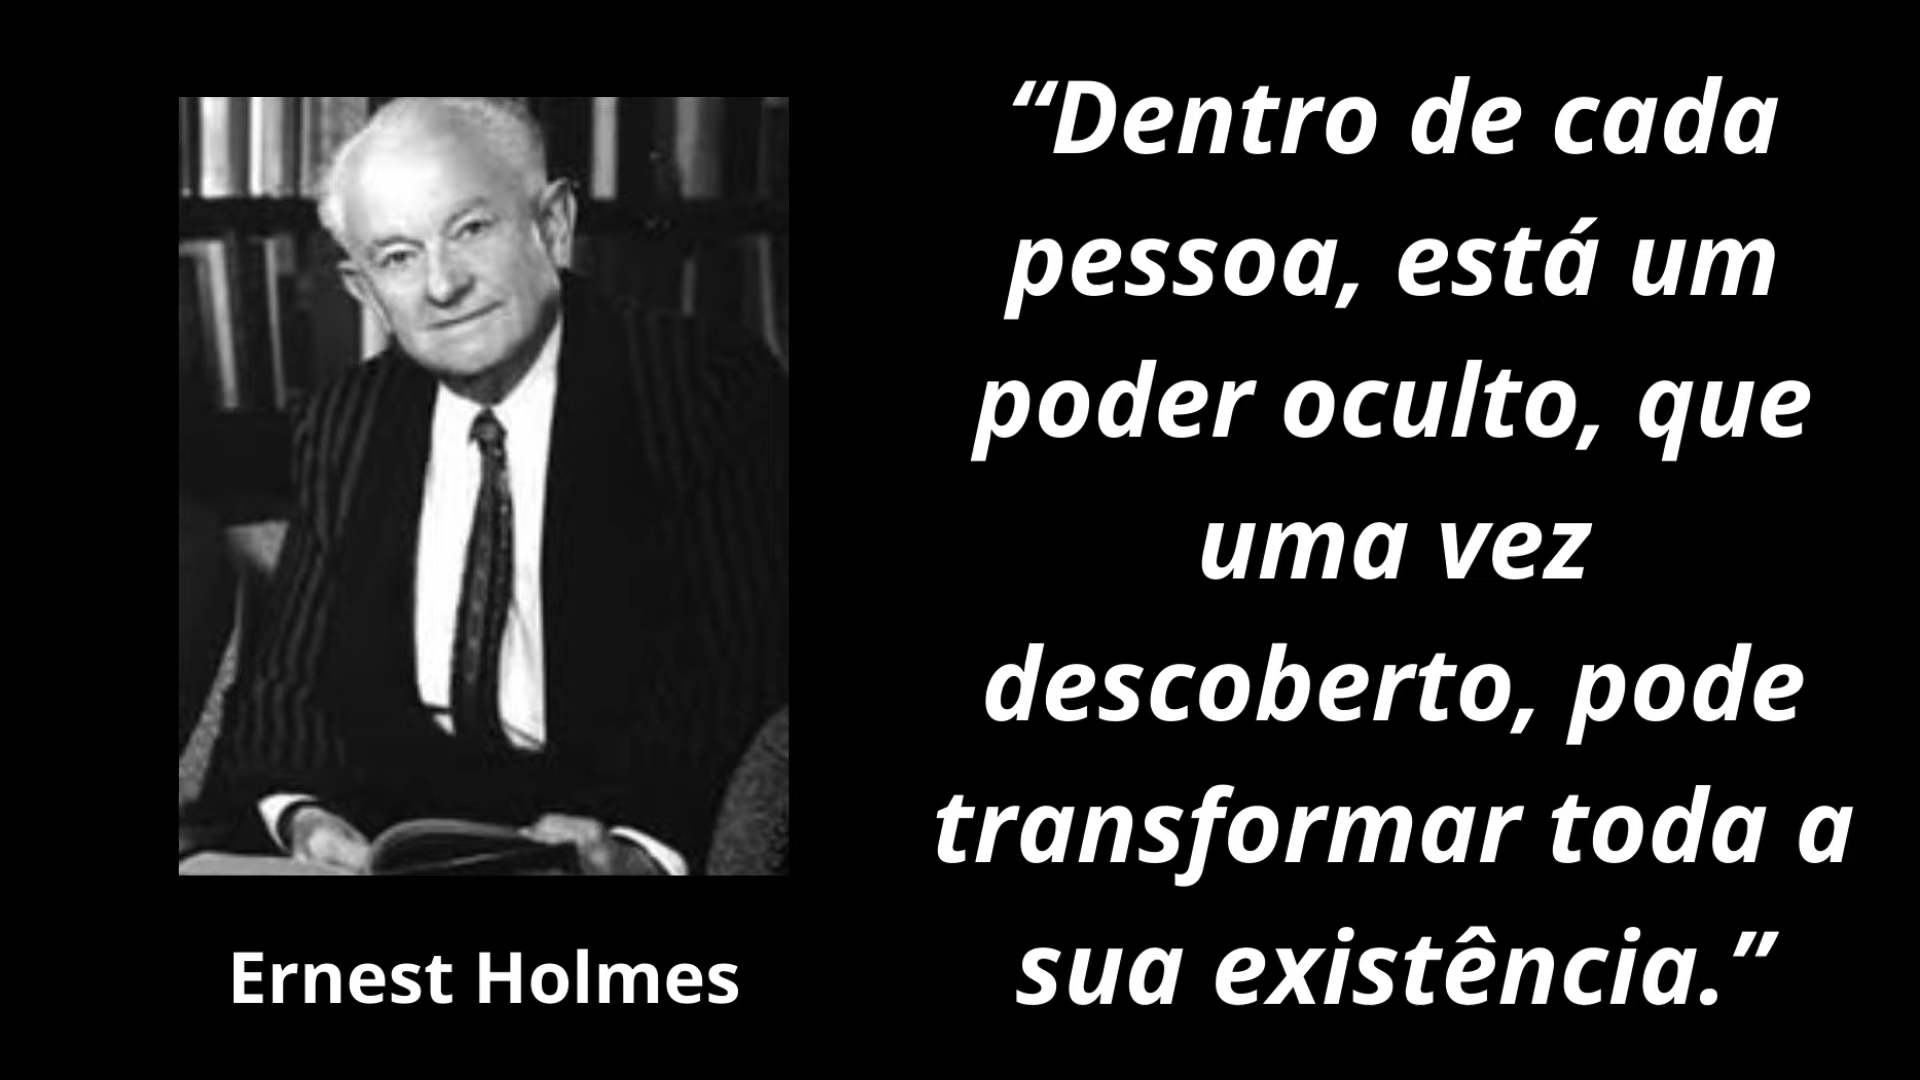 “Dentro de cada
pessoa, está um
poder oculto, que
uma vez
descoberto, pode
transformar toda a
sua existência.”
Ernest Holmes